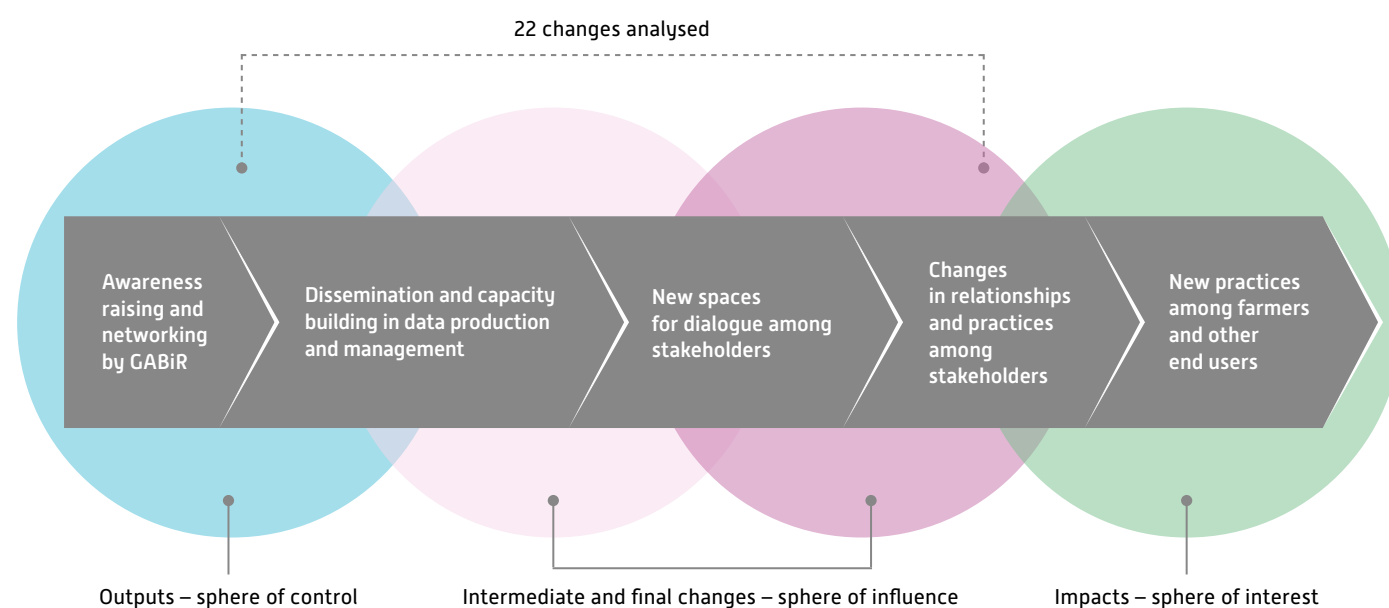 22 changes analysed
Awareness
raising and
networking
by GABiR
Dissemination and capacity
building in data production
and management
New spaces
for dialogue among
stakeholders
Changes
in relationships
and practices
among
stakeholders
New practices
among farmers
and other
end users
Outputs – sphere of control
Intermediate and final changes – sphere of influence
Impacts – sphere of interest